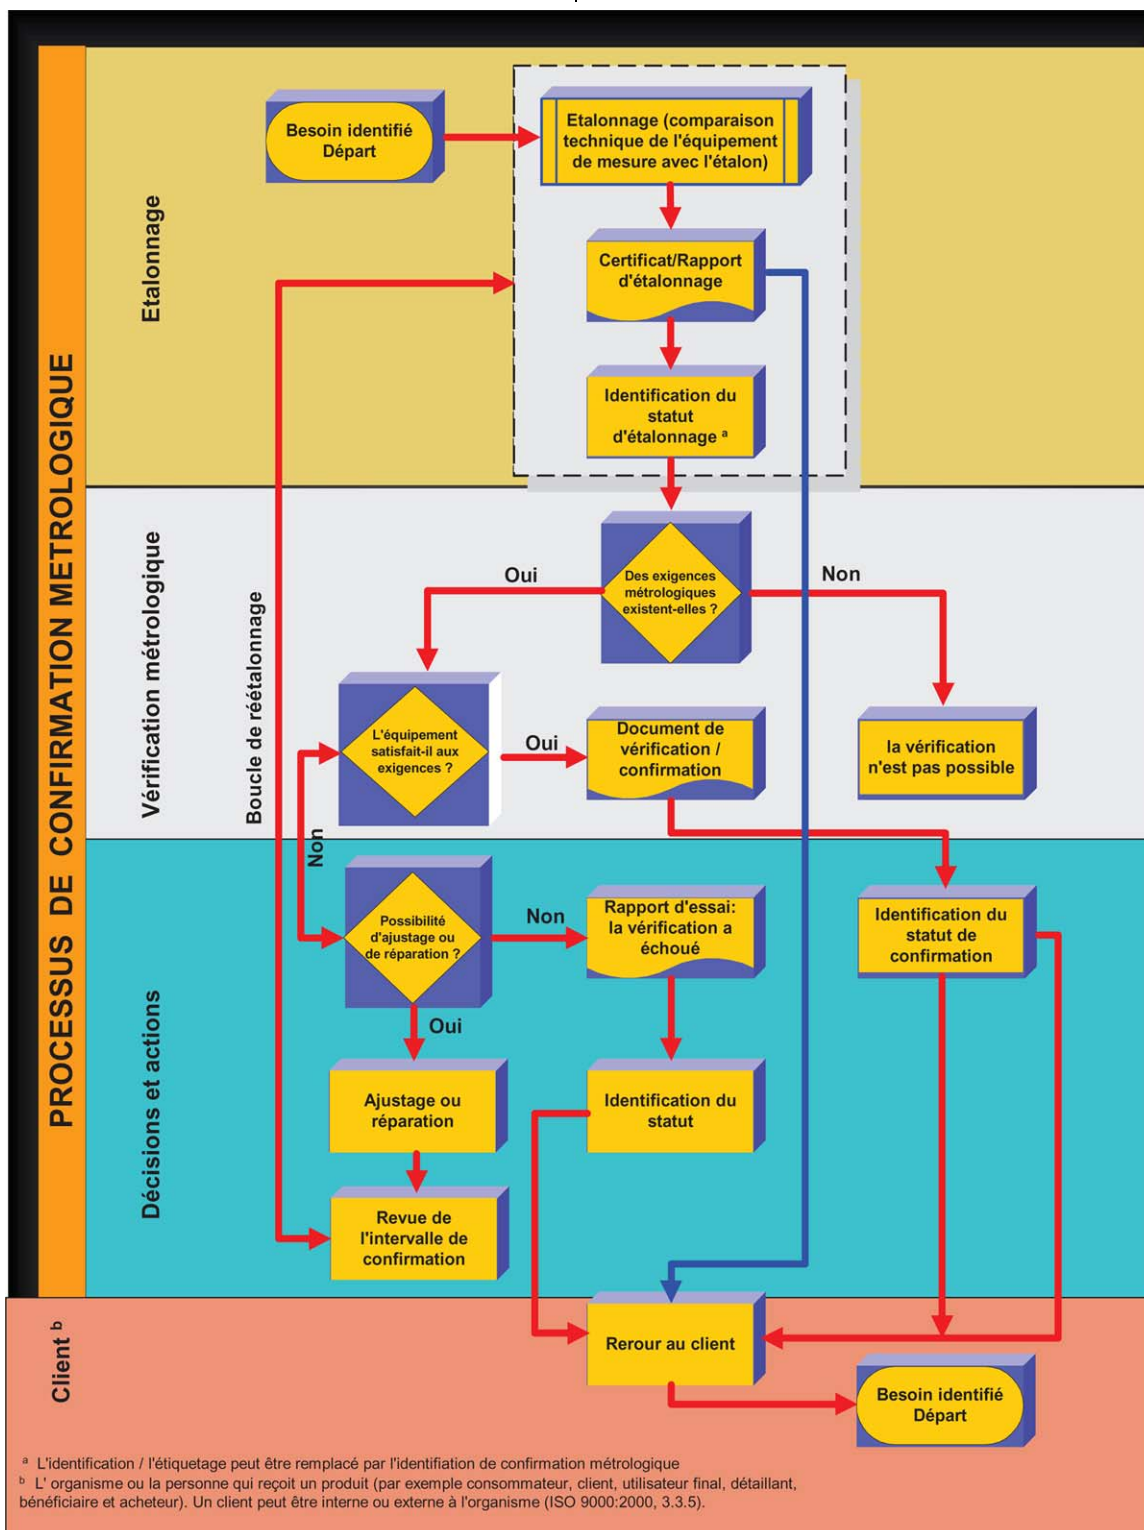 PROCESSUS DE CONFIRMATION METROLOGIQUE
Etalonnage
Besoin identifié
Départ
Etalonnage (comparaison
technique de l'équipement
de mesure avec l'étalon)
Certificat/Rapport
d'étalonnage
Identification du
statut
d'étalonnage a
Vérification métrologique
Boucle de réétalonnage
Des exigences
métrologiques
existent-elles ?
Oui
Non
L'équipement
satisfait-il aux
exigences ?
Oui
Document de
vérification /
confirmation
la vérification
n'est pas possible
Non
Décisions et actions
Possibilité
d'ajustage ou
de réparation ?
Non
Rapport d'essai:
la vérification a
échoué
Identification du
statut de
confirmation
Oui
Ajustage ou
réparation
Identification du
statut
Revue de
l'intervalle de
confirmation
Client b
Rerour au client
Besoin identifié
Départ
a L'identification / l'étiquetage peut être remplacé par l'identifiation de confirmation métrologique
b L' organisme ou la personne qui reçoit un produit (par exemple consommateur, client, utilisateur final, détaillant,
bénéficiaire et acheteur). Un client peut être interne ou externe à l'organisme (ISO 9000:2000, 3.3.5).